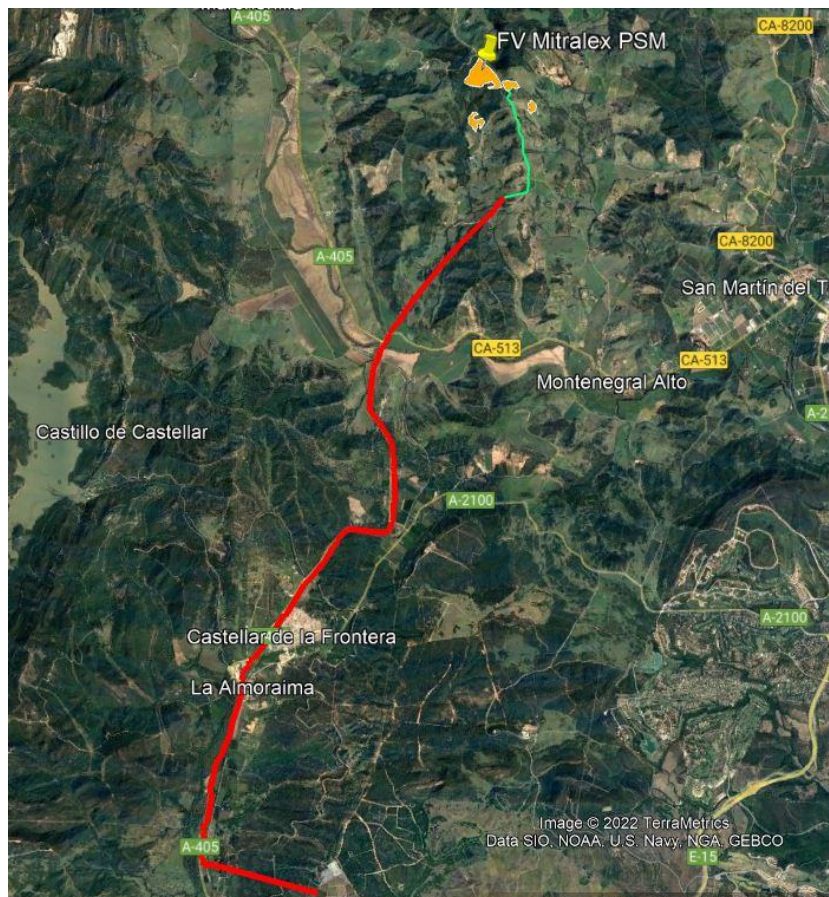 A-405
CA-8200
FV Mitralex PSM
CA-8200
A-405
San Martín del T
CA-513
CA-513
Montenegral Alto
A-2
Castillo de Castellar
A-2100
A-2100
Castellar de la Frontera
La Almoraima
Image © 2022 TerraMetrics
Data SIO, NOAA, U.S. Navy, NGA, GEBCO
A-405
E-15